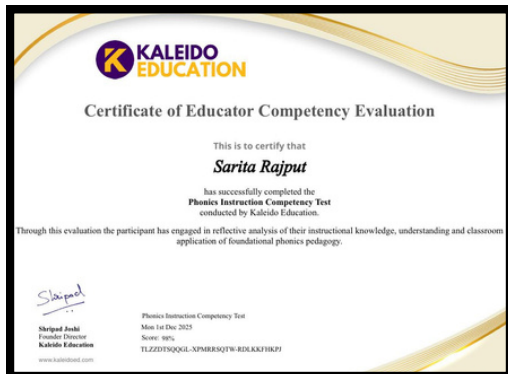 KALEIDO
EDUCATION
Certificate of Educator Competency Evaluation
This is to certify that
Sarita Rajput
has successfully completed the
Phonics Instruction Competency Test
conducted by Kaleido Education.
Through this evaluation the participant has engaged in reflective analysis of their instructional knowledge, understanding and classroom
application of foundational phonics pedagogy.
Shripad
Shripad Joshi
Founder Director
Kaleido Education
www.kaleidoed.com
Phonics Instruction Competency Test
Mon 1st Dec 2025
Score: 98%
TLZZDTSQQGL-XPMRRSQTW-RDLKKFHKPJ